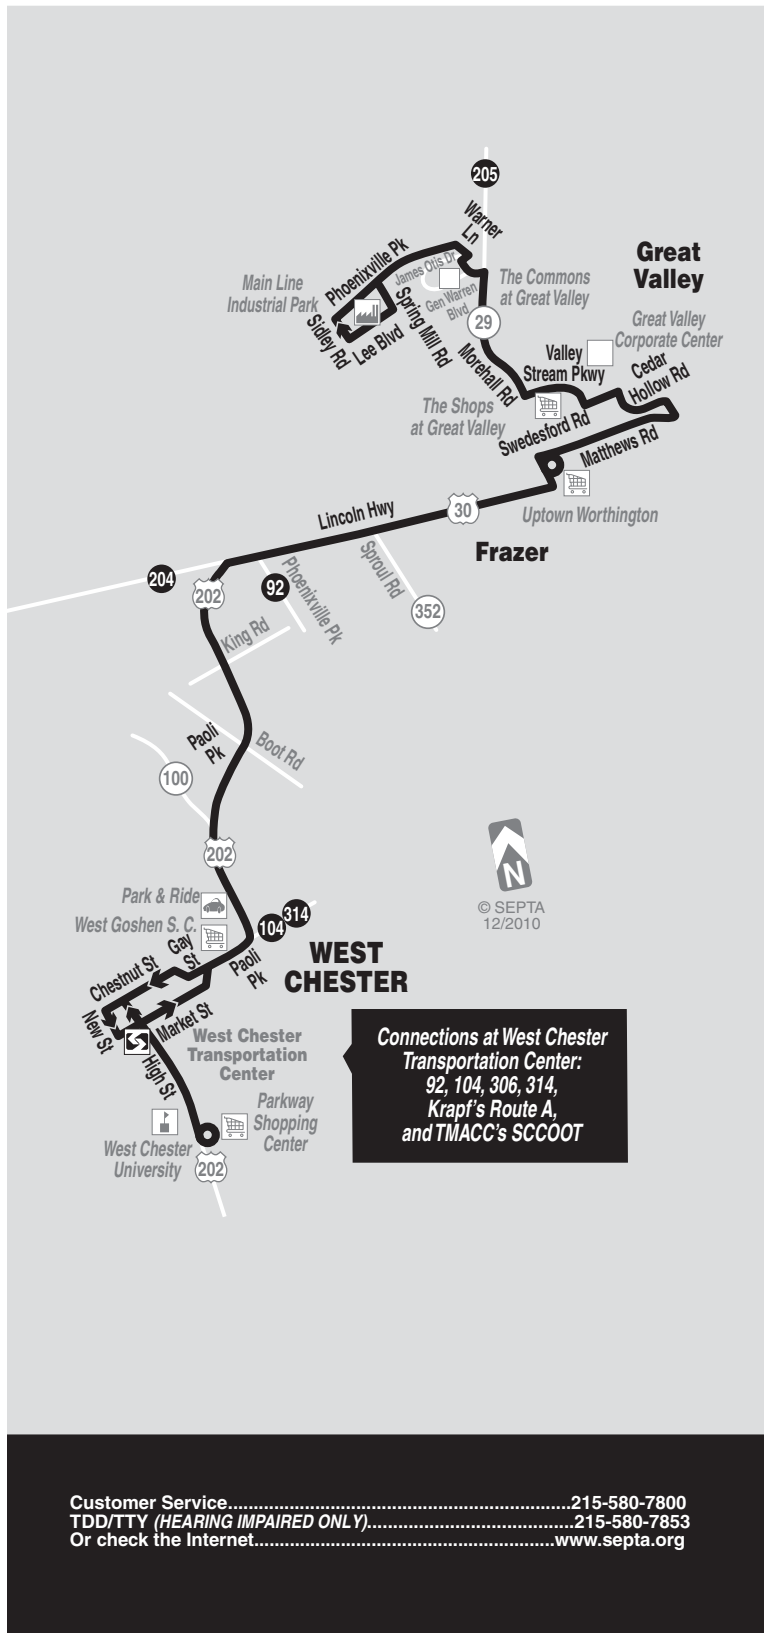 205
Warner
Ln
Great
Valley
Phoenixville Pk
James Otis Dr
Main Line
Industrial Park
The Commons
at Great Valley
Gen Warren
Blvd
Spring Mill Rd
Sidley Rd
Lee Blvd
29
Great Valley
Corporate Center
Morehall Rd
Valley
Stream Pkwy
Cedar
Hollow Rd
The Shops
at Great Valley
Swedesford Rd
Matthews Rd
Uptown Worthington
Lincoln Hwy
30
Frazer
Sproul Rd
204
202
92
Phoenixville Pk
352
King Rd
Paoli
Pk
Boot Rd
100
202
N
© SEPTA
12/2010
Park & Ride
West Goshen S. C.
104
314
Gay
St
Paoli
Pk
WEST
CHESTER
Chestnut St
New St
Market St
High St
West Chester
Transportation
Center
Connections at West Chester
Transportation Center:
92, 104, 306, 314,
Krapf's Route A,
and TMACC's SCCOOT
Parkway
Shopping
Center
West Chester
University
202
Customer Service..................................................................215-580-7800
TDD/TTY (HEARING IMPAIRED ONLY)........................................215-580-7853
Or check the Internet..........................................................www.septa.org